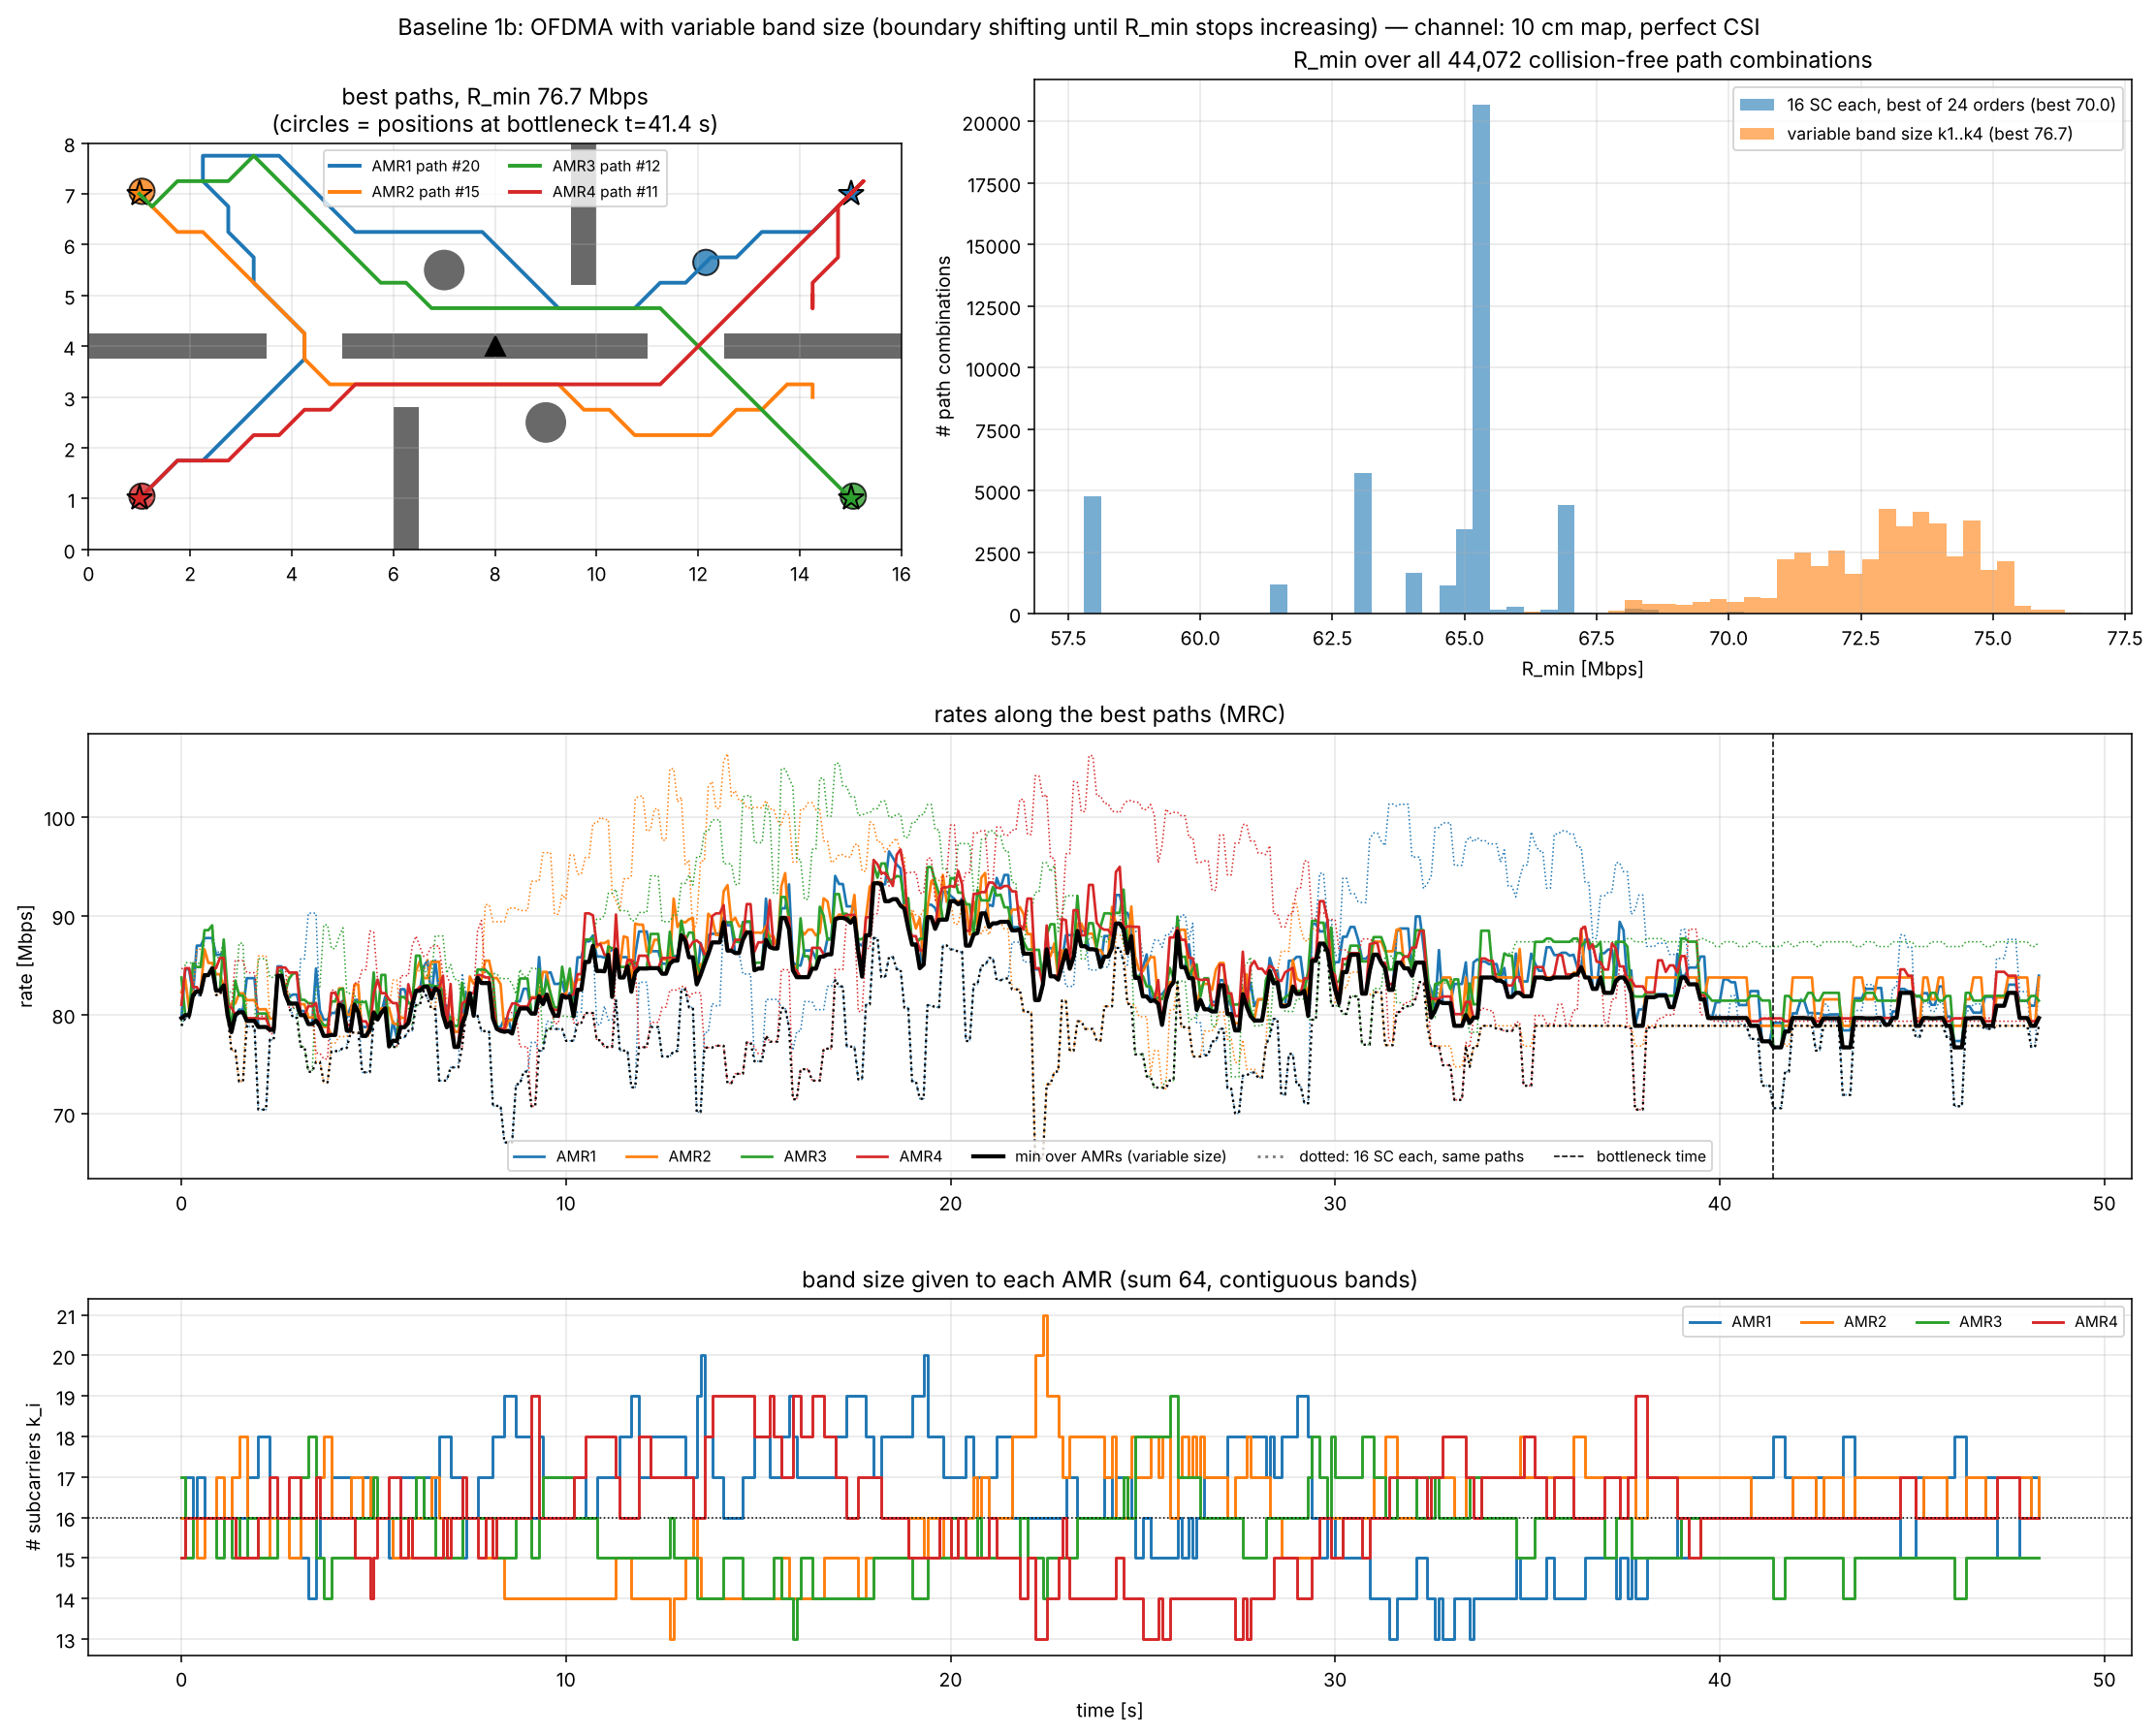 Baseline 1b: OFDMA with variable band size (boundary shifting until R_min stops increasing) — channel: 10 cm map, perfect CSI
best paths, R_min 76.7 Mbps
(circles = positions at bottleneck t=41.4 s)
AMR1 path #20
AMR2 path #15
AMR3 path #12
AMR4 path #11
8
7
6
5
4
3
2
1
0
0 2 4 6 8 10 12 14 16
R_min over all 44,072 collision-free path combinations
16 SC each, best of 24 orders (best 70.0)
variable band size k1..k4 (best 76.7)
# path combinations
20000
17500
15000
12500
10000
7500
5000
2500
0
57.5 60.0 62.5 65.0 67.5 70.0 72.5 75.0 77.5
R_min [Mbps]
rates along the best paths (MRC)
rate [Mbps]
100
90
80
70
AMR1 AMR2 AMR3 AMR4 min over AMRs (variable size) dotted: 16 SC each, same paths bottleneck time
0 10 20 30 40 50
band size given to each AMR (sum 64, contiguous bands)
# subcarriers k_i
21
20
19
18
17
16
15
14
13
AMR1 AMR2 AMR3 AMR4
0 10 20 30 40 50
time [s]